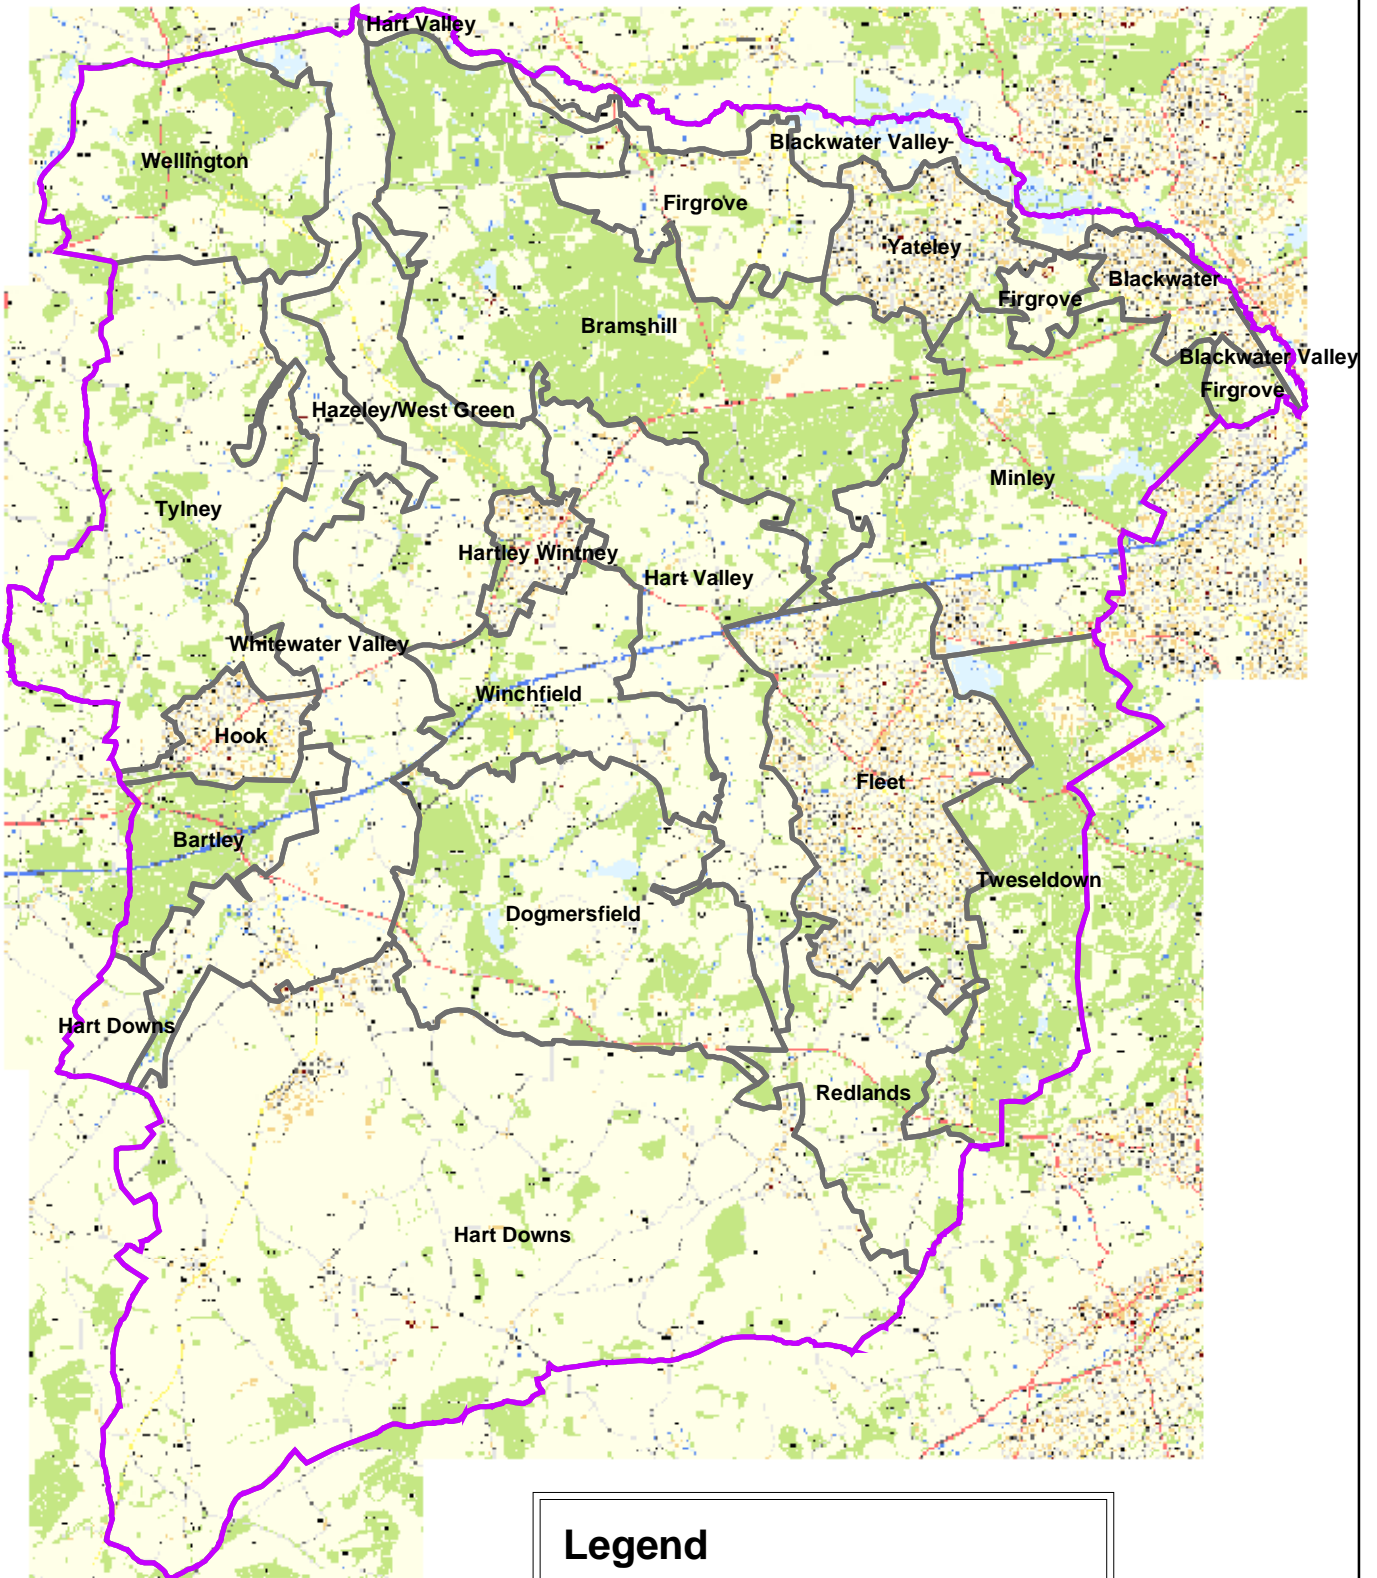 Hart Valley
Blackwater Valley
Wellington
Firgrove
Yateley
Blackwater
Firgrove
Bramshill
Blackwater Valley
Firgrove
Hazeley/West Green
Minley
Tylney
Hartley Wintney
Hart Valley
Whitewater Valley
Winchfield
Hook
Fleet
Bartley
Tweseldown
Dogmersfield
Hart Downs
Redlands
Hart Downs
Legend